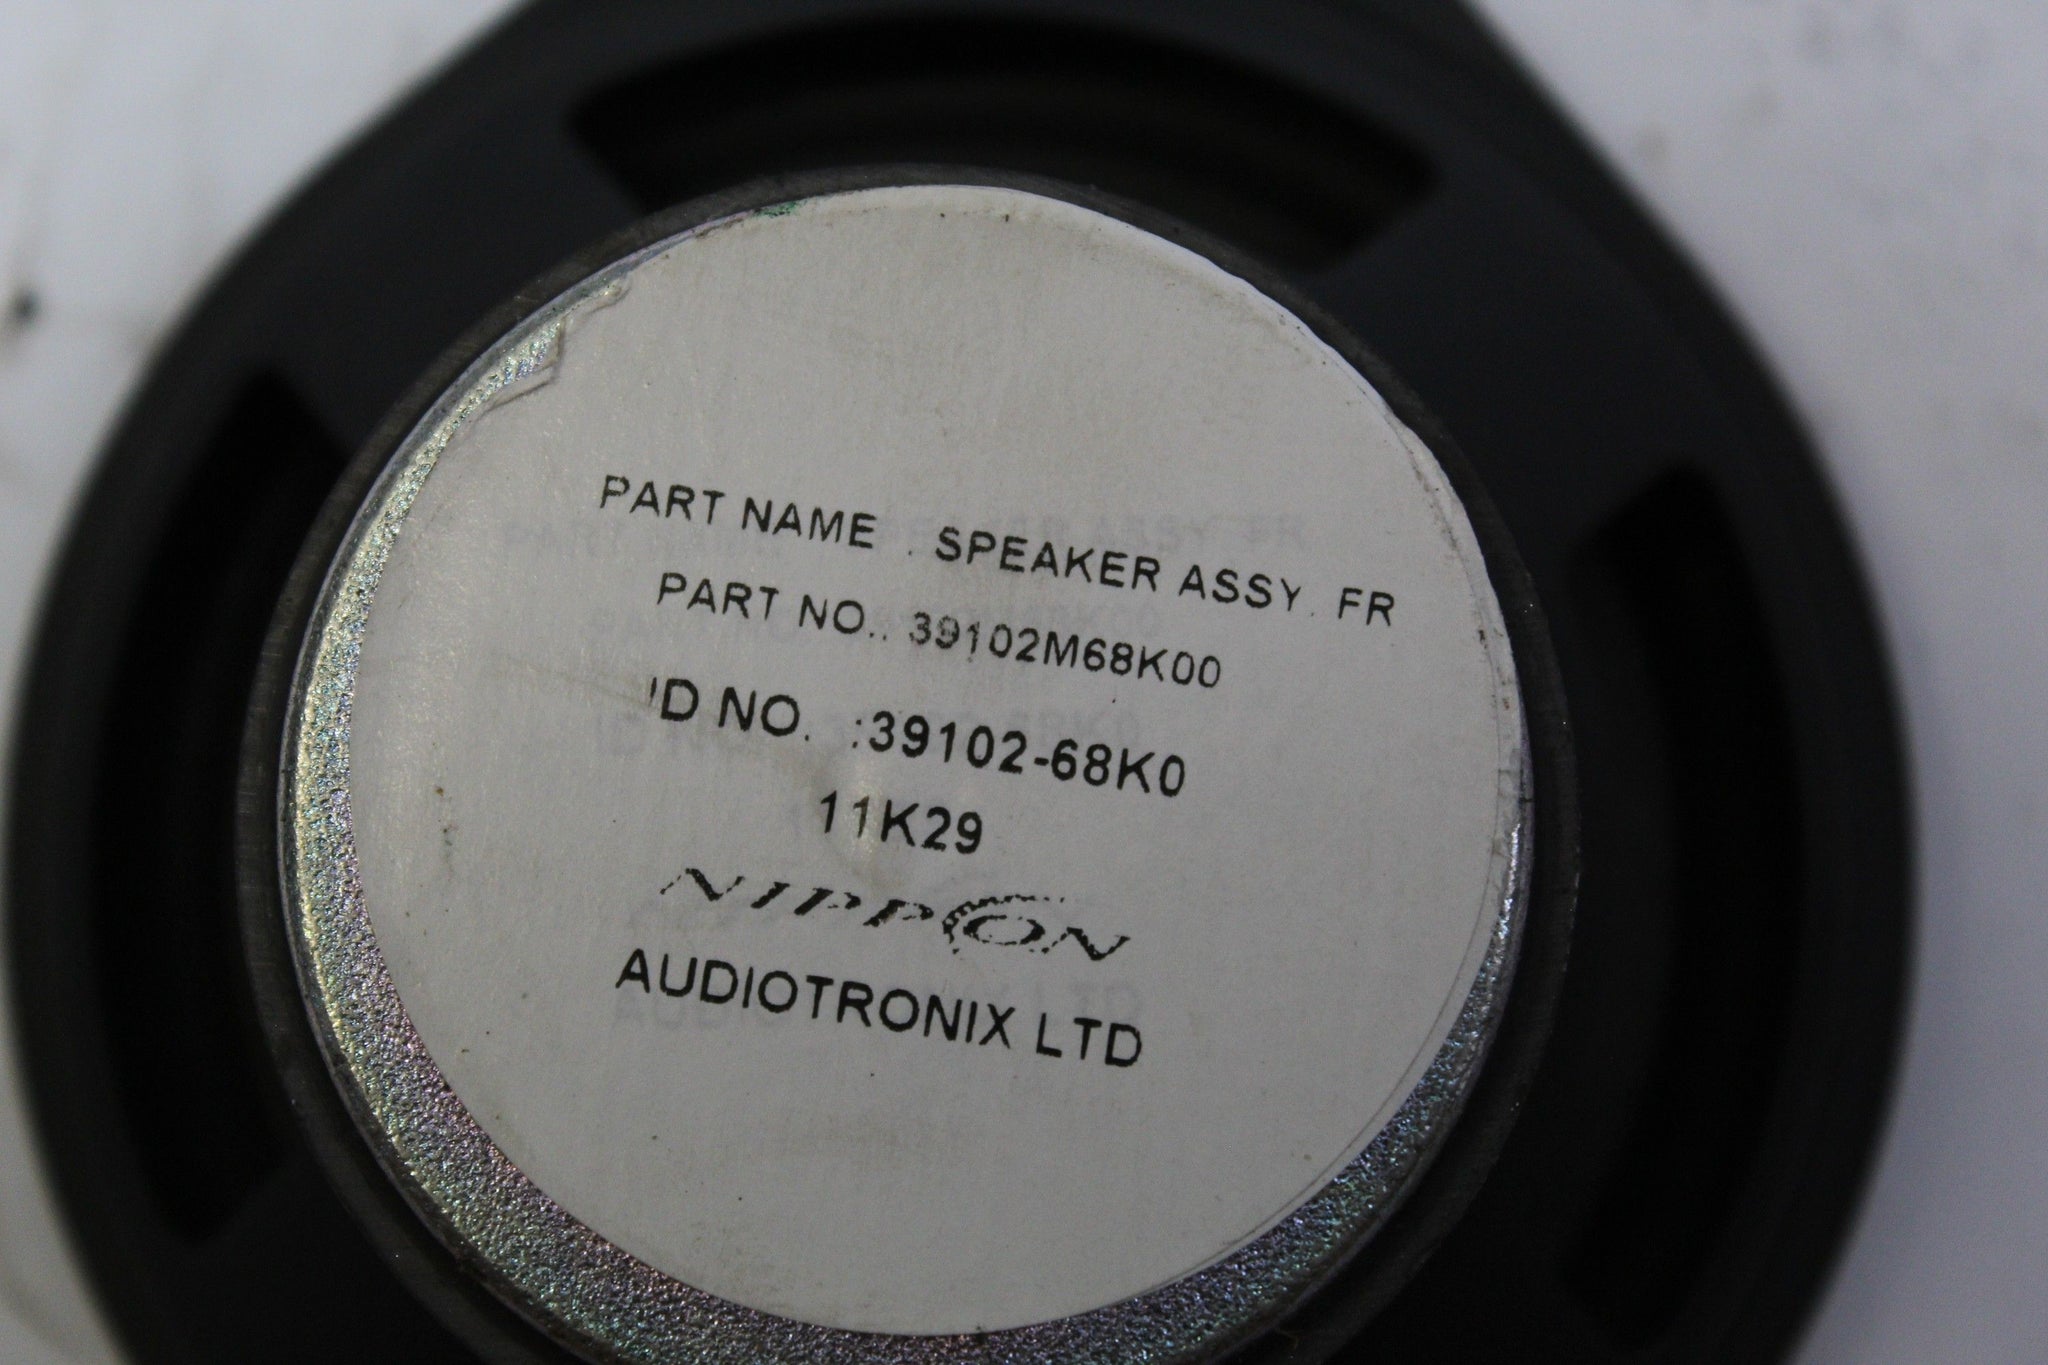 PART NAME : SPEAKER ASSY. FR
PART NO.: 39102M68K00
ID NO. :39102-68K0
11K29
NIPPON
AUDIOTRONIX LTD